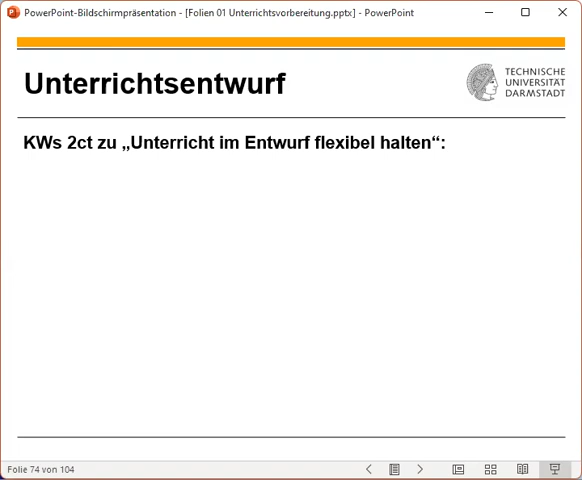 PowerPoint-Bildschirmpräsentation - [Folien 01 Unterrichtsvorbereitung.pptx] - PowerPoint
Unterrichtsentwurf
TECHNISCHE
UNIVERSITÄT
DARMSTADT
KWs 2ct zu „Unterricht im Entwurf flexibel halten“:
Folie 74 von 104